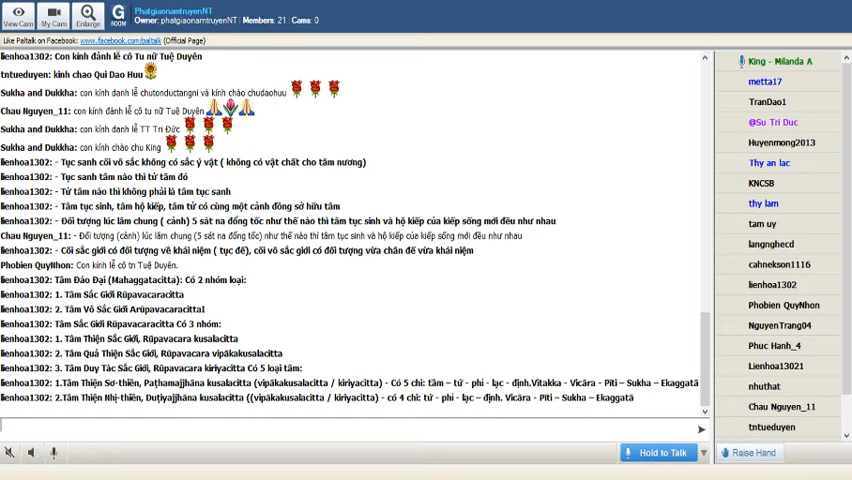 View Cam
My Cam
Enlarge
G
ROOM
PhatgiaonamtruyenNT
Owner: phatgiaonamtruyenNT | Members: 21 | Cams: 0
Like Paltalk on Facebook: www.facebook.com/paltalk (Official Page)
lienhoa1302: Con kính đảnh lễ cô Tu nữ Tuệ Duyên
tntueduyen: kinh chao Qui Dao Huu
Sukha and Dukkha: con kính danh lễ chutonductangni và kính chào chudaohuu
Chau Nguyen_11: con kính đảnh lễ cô tu nữ Tuệ Duyên
Sukha and Dukkha: con kính danh lễ TT Tri Đức
Sukha and Dukkha: con kính chào chu King
lienhoa1302: - Tục sanh cõi vô sắc không có sắc ý vật ( không có vật chất cho tâm nương)
lienhoa1302: - Tục sanh tâm nào thì tử tâm đó
lienhoa1302: - Tử tâm nào thì không phải là tâm tục sanh
lienhoa1302: - Tâm tục sinh, tâm hộ kiếp, tâm tử có cùng một cảnh đồng sở hữu tâm
lienhoa1302: - Đối tượng lúc lâm chung ( cảnh) 5 sát na đổng tốc như thế nào thì tâm tục sinh và hộ kiếp của kiếp sống mới đều như nhau
Chau Nguyen_11: - Đối tượng (cảnh) lúc lâm chung (5 sát na đổng tốc) như thế nào thì tâm tục sinh và hộ kiếp của kiếp sống mới đều như nhau
lienhoa1302: - Cõi sắc giới có đối tượng về khái niệm ( tục đế), cõi vô sắc giới có đối tượng vừa chân đế vừa khái niệm
Phobien QuyNhon: Con kính lễ cô tn Tuệ Duyên.
lienhoa1302: Tâm Đáo Đại (Mahaggatacitta): Có 2 nhóm loại:
lienhoa1302: 1. Tâm Sắc Giới Rūpavacaracitta
lienhoa1302: 2. Tâm Vô Sắc Giới ArūpavacaracittaI
lienhoa1302: Tâm Sắc Giới Rūpavacaracitta Có 3 nhóm:
lienhoa1302: 1. Tâm Thiện Sắc Giới, Rūpavacara kusalacitta
lienhoa1302: 2. Tâm Quả Thiện Sắc Giới, Rūpavacara vipākakusalacitta
lienhoa1302: 3. Tâm Duy Tác Sắc Giới, Rūpavacara kiriyacitta Có 5 loại tâm:
lienhoa1302: 1.Tâm Thiện Sơ-thiền, Paṭhamajjhāna kusalacitta (vipākakusalacitta / kiriyacitta) - Có 5 chi: tầm – tứ - phi - lạc - định.Vitakka - Vicāra - Pīti – Sukha – Ekaggatā
lienhoa1302: 2.Tâm Thiện Nhị-thiền, Dutiyajjhāna kusalacitta ((vipākakusalacitta / kiriyacitta) - có 4 chi: tứ - phi - lạc – định. Vicāra - Pīti – Sukha – Ekaggatā
Hold to Talk
King - Milanda A
metta17
TranDao1
@Su Tri Duc
Huyenmong2013
Thy an lac
KNCSB
thy lam
tam uy
langnghecd
cahnekson1116
lienhoa1302
Phobien QuyNhon
NguyenTrang04
Phuc Hanh_4
Lienhoa13021
nhuthat
Chau Nguyen_11
tntueduyen
Raise Hand